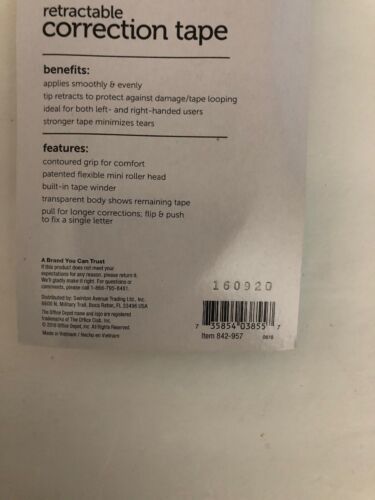 retractable
correction tape
benefits:
applies smoothly & evenly
tip retracts to protect against damage/tape looping
ideal for both left- and right-handed users
stronger tape minimizes tears
features:
contoured grip for comfort
patented flexible mini roller head
built-in tape winder
transparent body shows remaining tape
pull for longer corrections; flip & push
to fix a single letter
A Brand You Can Trust
If this product does not meet your
expectations for any reason, please return it.
We'll gladly make it right. For questions or
comments, please call 1-866-795-8481.
Distributed by: Swinton Avenue Trading Ltd., Inc.
6600 N. Military Trail, Boca Raton, FL 33496 USA
The Office Depot name and logo are registered
trademarks of The Office Club, Inc.
© 2016 Office Depot, Inc. All Rights Reserved.
Made in Vietnam / Hecho en Vietnam
160920
7 35854 03855 7
Item 842-957
0616